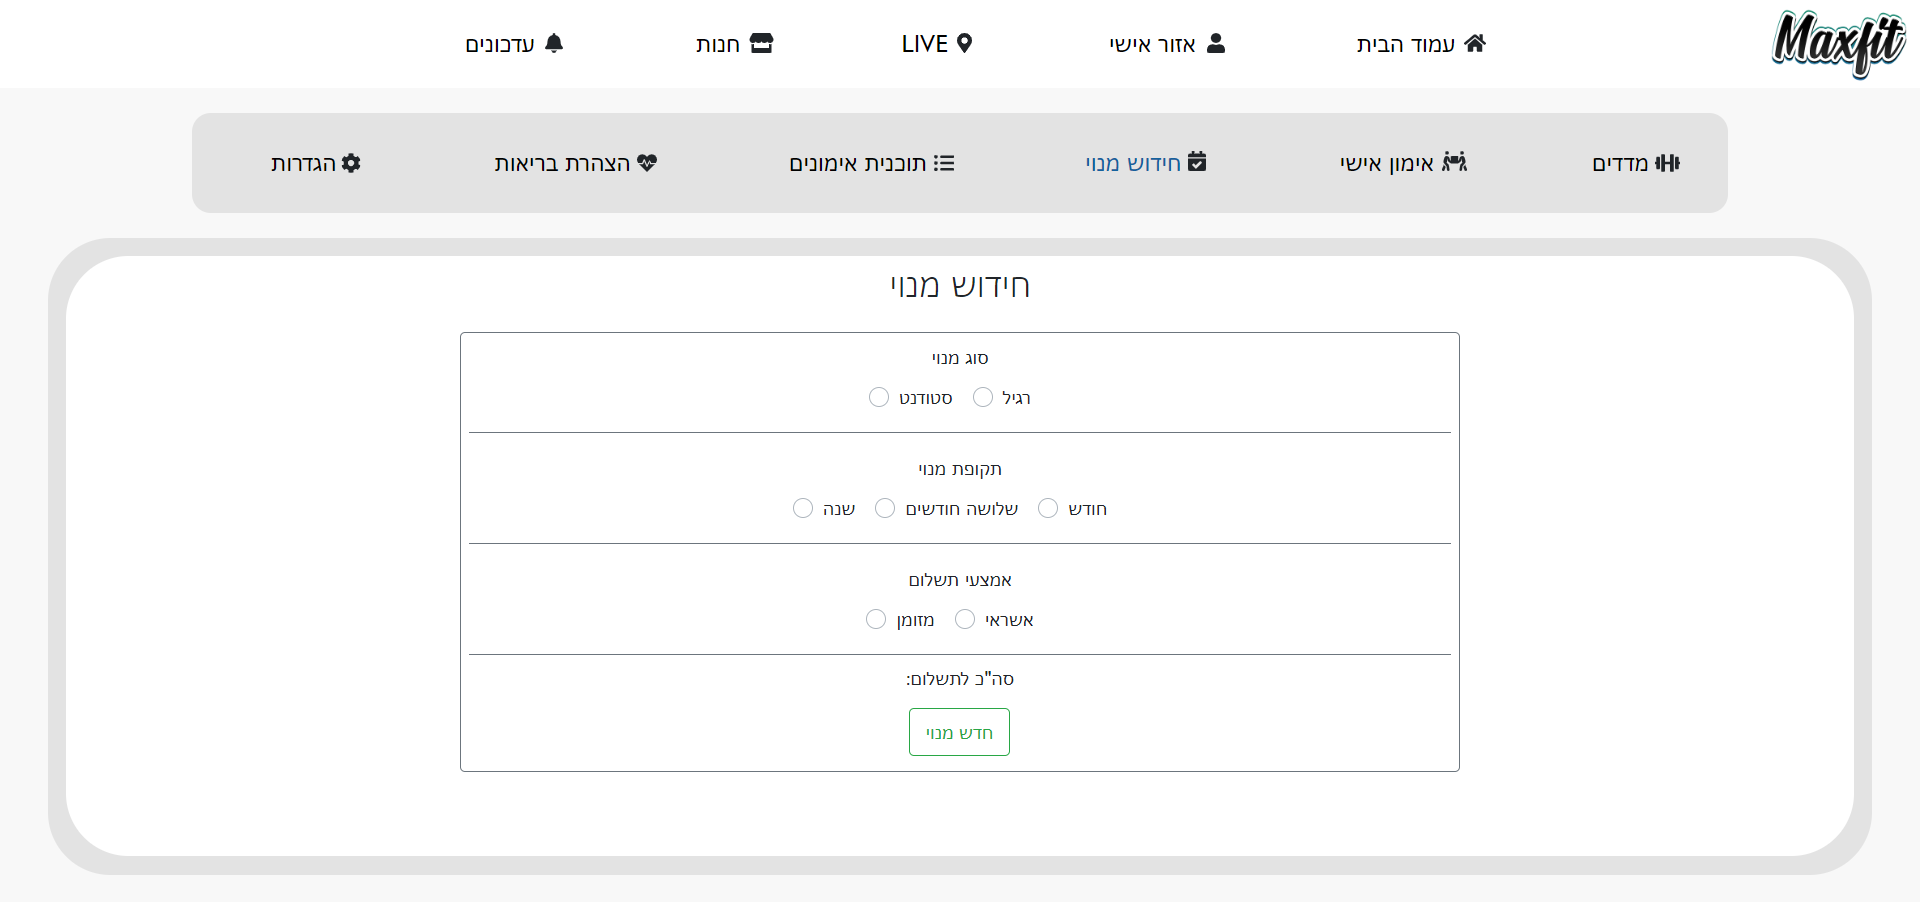 Maxfit
עמוד הבית
אזור אישי
LIVE
חנות
עדכונים
מדדים
אימון אישי
חידוש מנוי
תוכנית אימונים
הצהרת בריאות
הגדרות
חידוש מנוי
סוג מנוי
רגיל סטודנט
תקופת מנוי
חודש שלושה חודשים שנה
אמצעי תשלום
אשראי מזומן
סה"כ לתשלום:
חדש מנוי